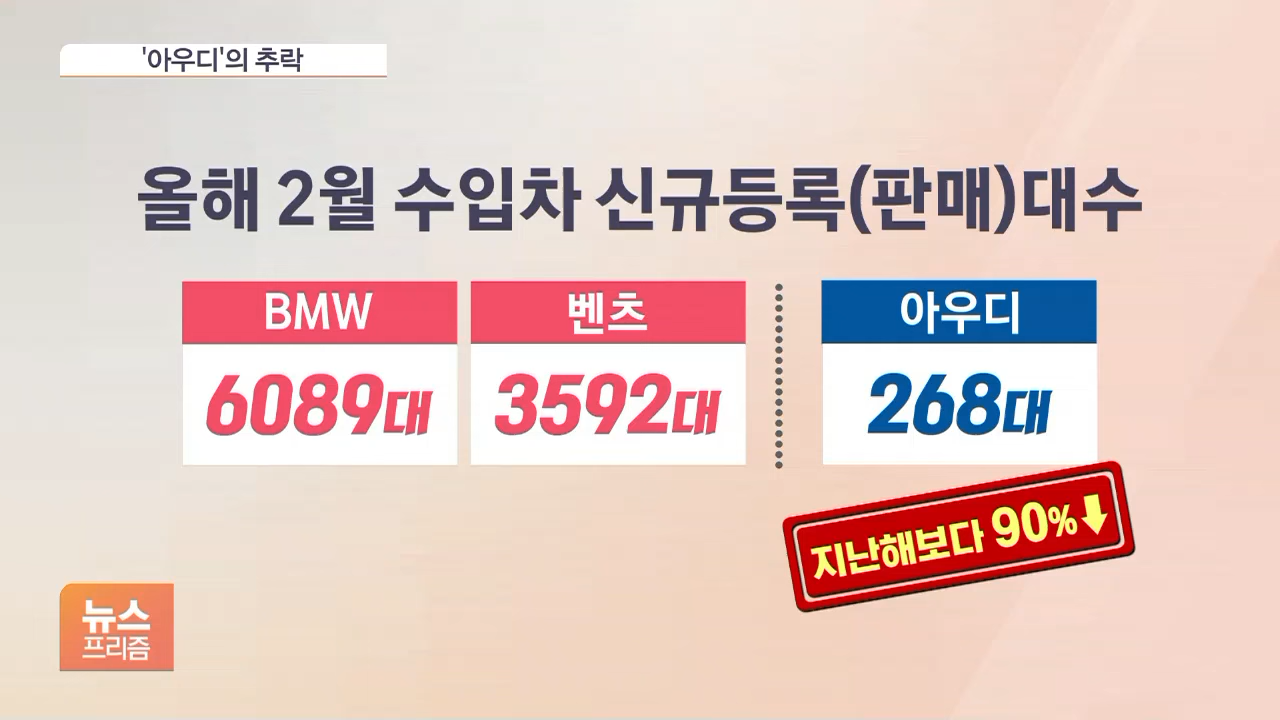 '아우디'의 추락
올해 2월 수입차 신규등록(판매)대수
BMW
6089대
벤츠
3592대
아우디
268대
지난해보다 90%⬇
뉴스
프리즘